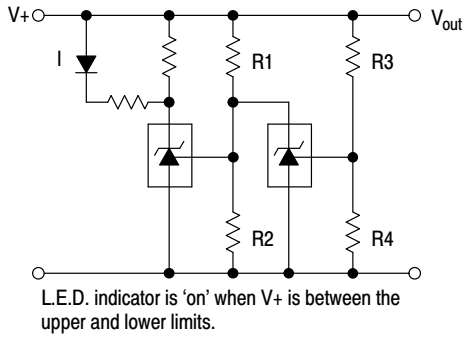 V+
Vout
I
R1
R3
R2
R4
L.E.D. indicator is ‘on’ when V+ is between the
upper and lower limits.